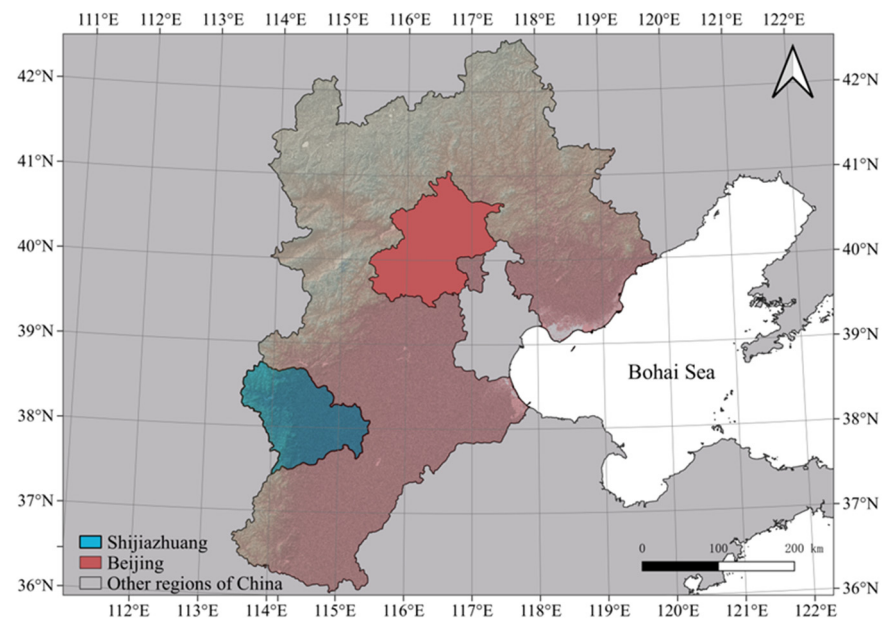 111°E 112°E 113°E 114°E 115°E 116°E 117°E 118°E 119°E 120°E 121°E 122°E
42°N 42°N
41°N 41°N
40°N 40°N
39°N 39°N
Bohai Sea
38°N 38°N
37°N 37°N
Shijiazhuang
Beijing
0 100 200 km
Other regions of China
36°N 36°N
112°E 113°E 114°E 115°E 116°E 117°E 118°E 119°E 120°E 121°E 122°E